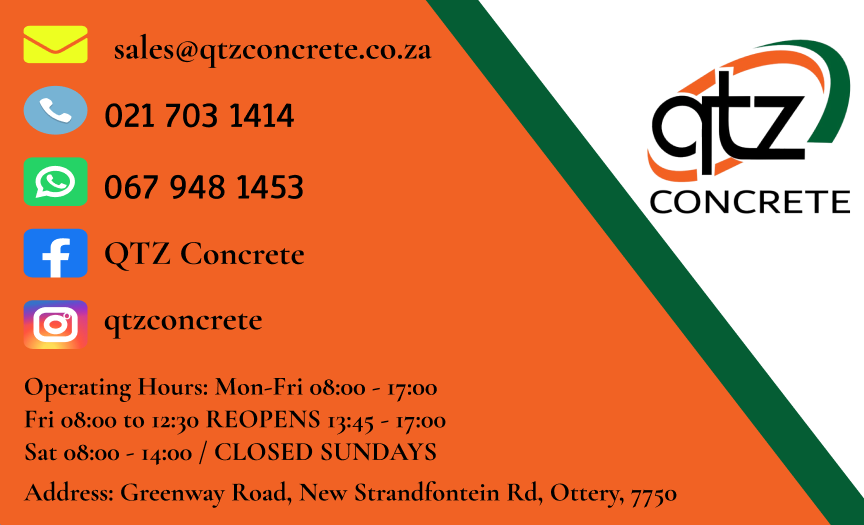 sales@qtzconcrete.co.za
021 703 1414
067 948 1453
QTZ Concrete
qtzconcrete
qtz
CONCRETE
Operating Hours: Mon-Fri 08:00 - 17:00
Fri 08:00 to 12:30 REOPENS 13:45 - 17:00
Sat 08:00 - 14:00 / CLOSED SUNDAYS
Address: Greenway Road, New Strandfontein Rd, Ottery, 7750